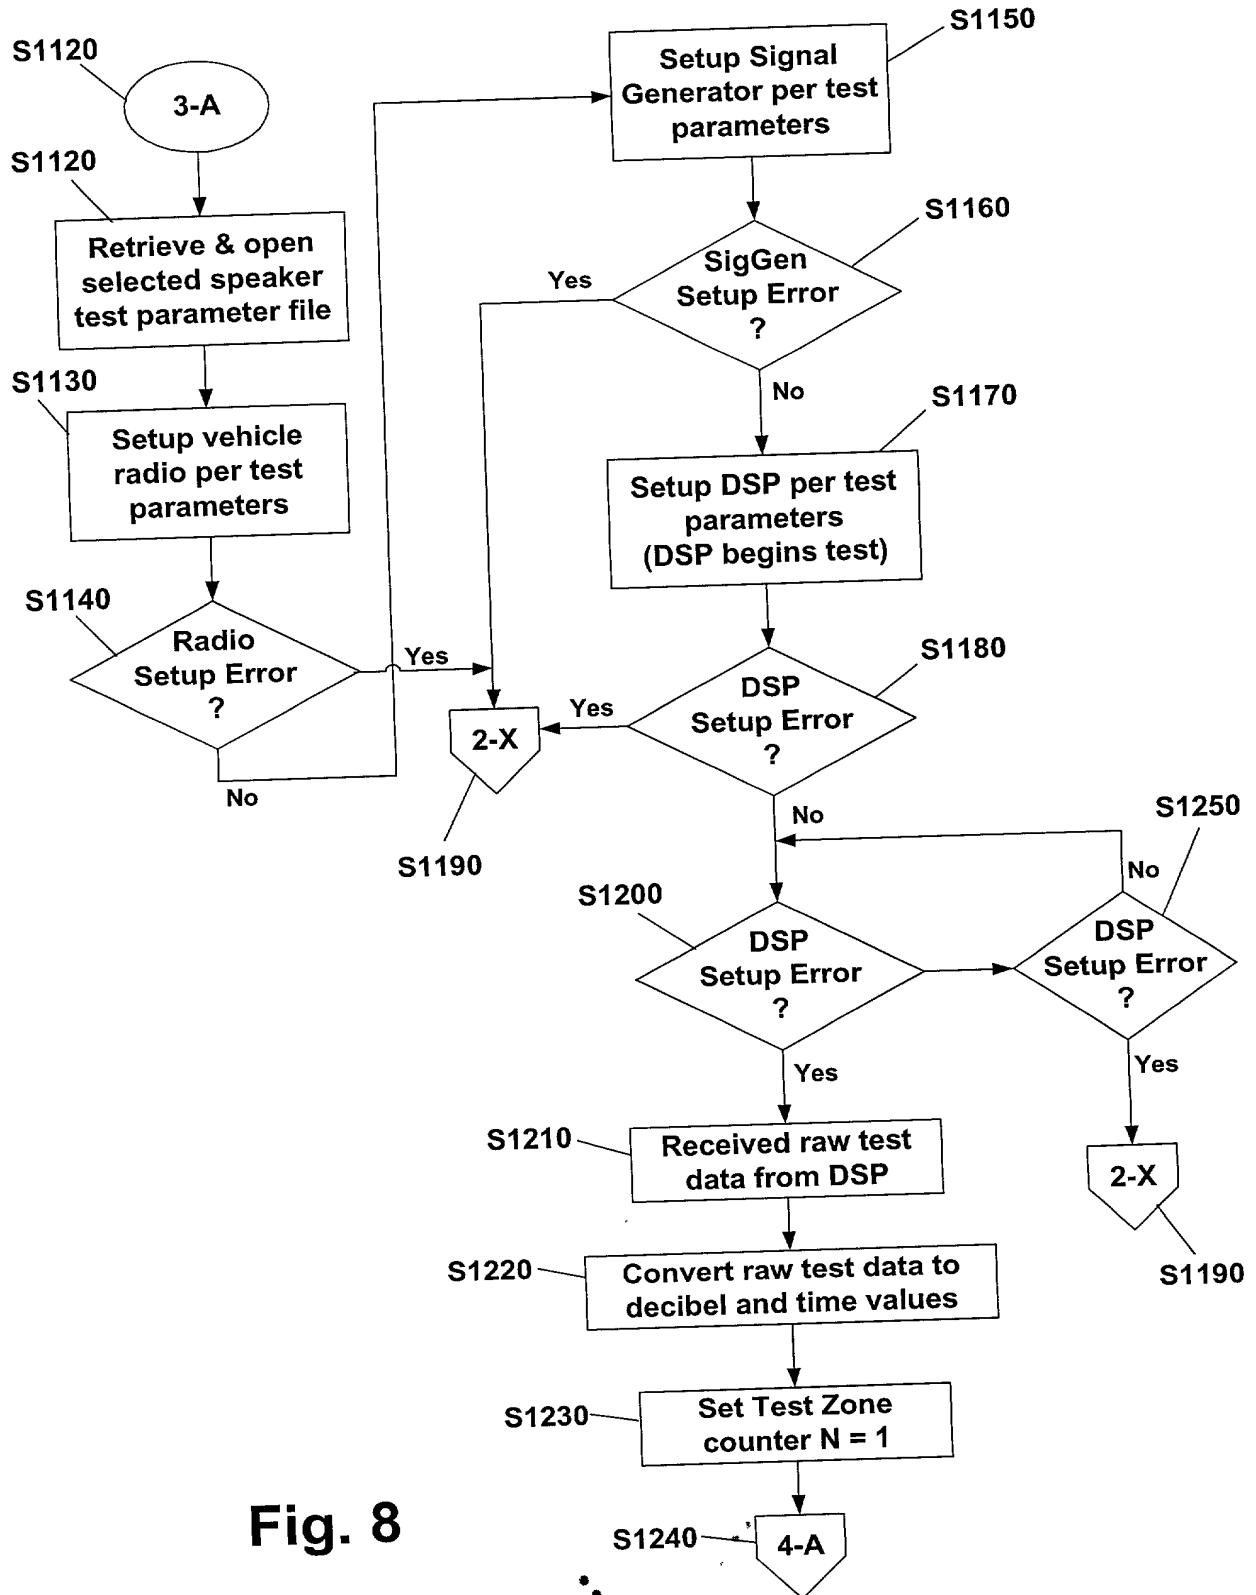 S1120
3-A
S1120
Retrieve & open
selected speaker
test parameter file
S1130
Setup vehicle
radio per test
parameters
S1140
Radio
Setup Error
?
Yes
No
S1150
Setup Signal
Generator per test
parameters
S1160
SigGen
Setup Error
?
Yes
No
S1170
Setup DSP per test
parameters
(DSP begins test)
S1180
DSP
Setup Error
?
Yes
No
2-X
S1190
S1200
DSP
Setup Error
?
Yes
S1250
No
DSP
Setup Error
?
Yes
2-X
S1190
S1210
Received raw test
data from DSP
S1220
Convert raw test data to
decibel and time values
S1230
Set Test Zone
counter N = 1
S1240
4-A
Fig. 8